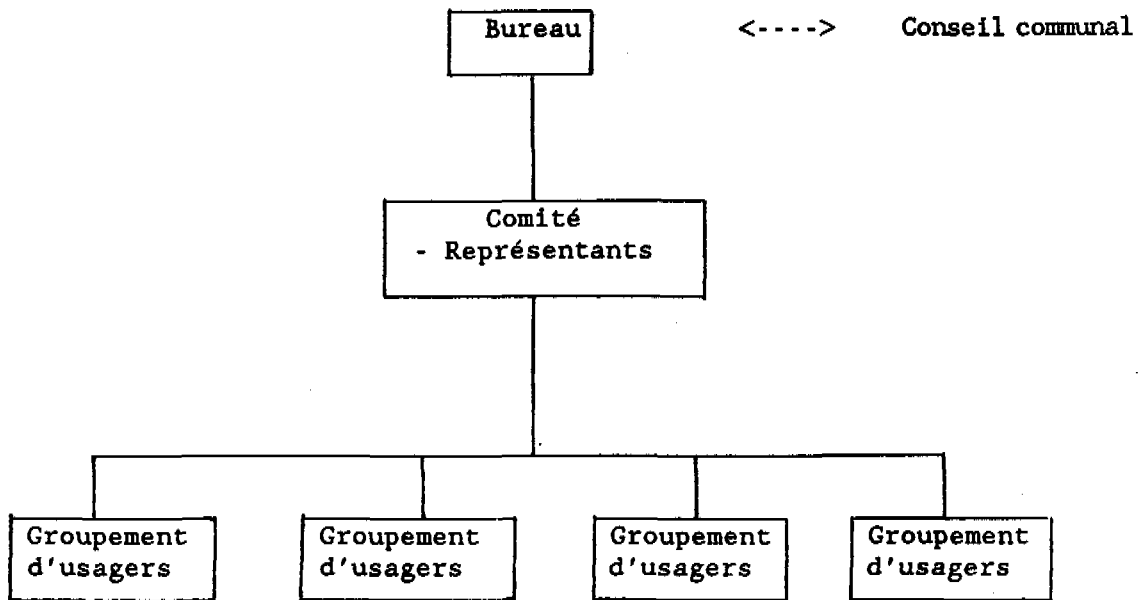 Bureau <----> Conseil communal
Comité
- Représentants
Groupement
d'usagers
Groupement
d'usagers
Groupement
d'usagers
Groupement
d'usagers